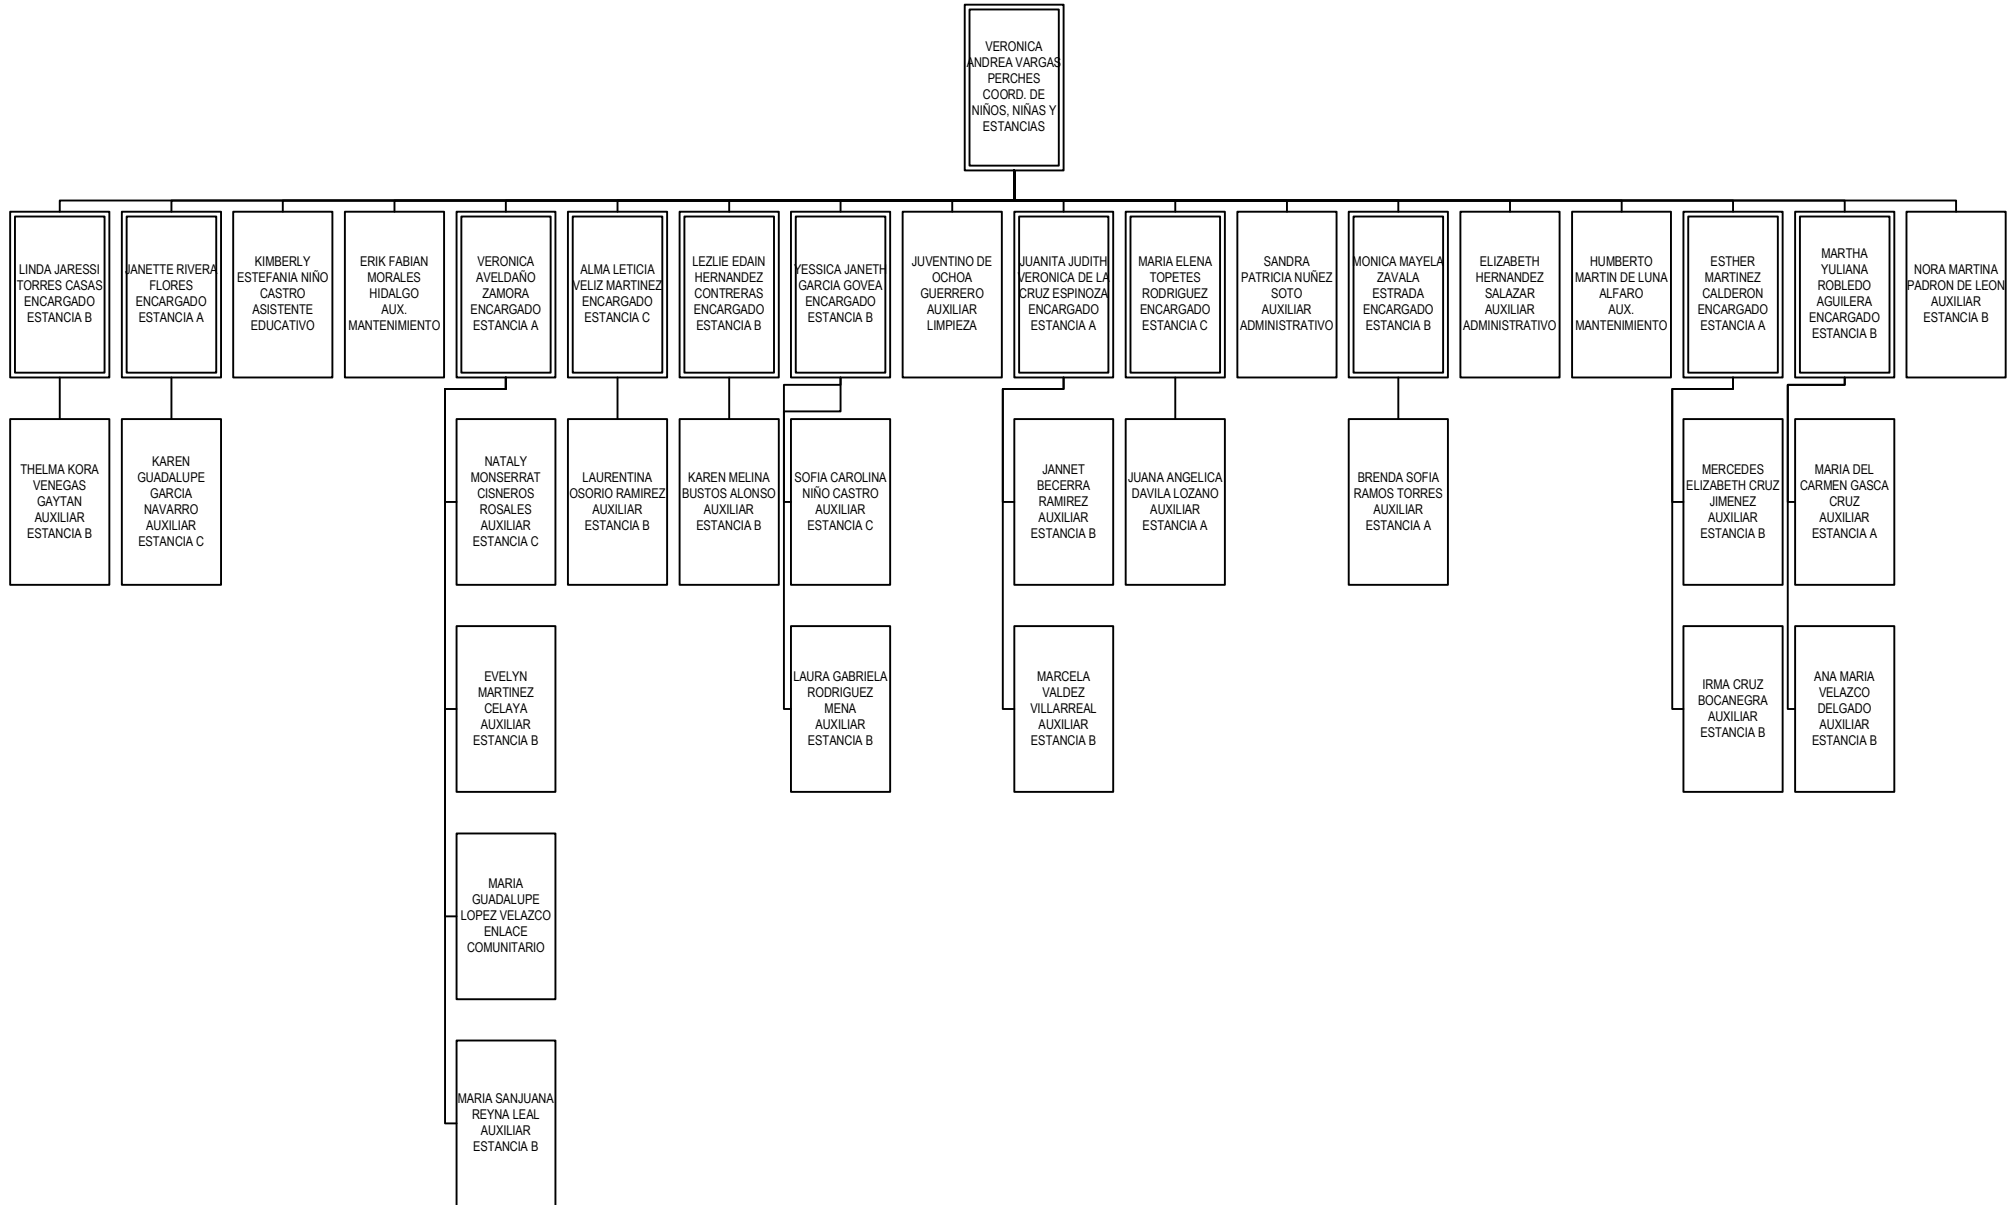 VERONICA
ANDREA VARGAS
PERCHES
COORD. DE
NIÑOS, NIÑAS Y
ESTANCIAS
LINDA JARESSI
TORRES CASAS
ENCARGADO
ESTANCIA B
JANETTE RIVERA
FLORES
ENCARGADO
ESTANCIA A
KIMBERLY
ESTEFANIA NIÑO
CASTRO
ASISTENTE
EDUCATIVO
ERIK FABIAN
MORALES
HIDALGO
AUX.
MANTENIMIENTO
VERONICA
AVELDAÑO
ZAMORA
ENCARGADO
ESTANCIA A
ALMA LETICIA
VELIZ MARTINEZ
ENCARGADO
ESTANCIA C
LEZLIE EDAIN
HERNANDEZ
CONTRERAS
ENCARGADO
ESTANCIA B
YESSICA JANETH
GARCIA GOVEA
ENCARGADO
ESTANCIA B
JUVENTINO DE
OCHOA
GUERRERO
AUXILIAR
LIMPIEZA
JUANITA JUDITH
VERONICA DE LA
CRUZ ESPINOZA
ENCARGADO
ESTANCIA A
MARIA ELENA
TOPETES
RODRIGUEZ
ENCARGADO
ESTANCIA C
SANDRA
PATRICIA NUÑEZ
SOTO
AUXILIAR
ADMINISTRATIVO
MONICA MAYELA
ZAVALA
ESTRADA
ENCARGADO
ESTANCIA B
ELIZABETH
HERNANDEZ
SALAZAR
AUXILIAR
ADMINISTRATIVO
HUMBERTO
MARTIN DE LUNA
ALFARO
AUX.
MANTENIMIENTO
ESTHER
MARTINEZ
CALDERON
ENCARGADO
ESTANCIA A
MARTHA
YULIANA
ROBLEDO
AGUILERA
ENCARGADO
ESTANCIA B
NORA MARTINA
PADRON DE LEON
AUXILIAR
ESTANCIA B
THELMA KORA
VENEGAS
GAYTAN
AUXILIAR
ESTANCIA B
KAREN
GUADALUPE
GARCIA
NAVARRO
AUXILIAR
ESTANCIA C
NATALY
MONSERRAT
CISNEROS
ROSALES
AUXILIAR
ESTANCIA C
LAURENTINA
OSORIO RAMIREZ
AUXILIAR
ESTANCIA B
KAREN MELINA
BUSTOS ALONSO
AUXILIAR
ESTANCIA B
SOFIA CAROLINA
NIÑO CASTRO
AUXILIAR
ESTANCIA C
JANNET
BECERRA
RAMIREZ
AUXILIAR
ESTANCIA B
JUANA ANGELICA
DAVILA LOZANO
AUXILIAR
ESTANCIA A
BRENDA SOFIA
RAMOS TORRES
AUXILIAR
ESTANCIA A
MERCEDES
ELIZABETH CRUZ
JIMENEZ
AUXILIAR
ESTANCIA B
MARIA DEL
CARMEN GASCA
CRUZ
AUXILIAR
ESTANCIA A
EVELYN
MARTINEZ
CELAYA
AUXILIAR
ESTANCIA B
LAURA GABRIELA
RODRIGUEZ
MENA
AUXILIAR
ESTANCIA B
MARCELA
VALDEZ
VILLARREAL
AUXILIAR
ESTANCIA B
IRMA CRUZ
BOCANEGRA
AUXILIAR
ESTANCIA B
ANA MARIA
VELAZCO
DELGADO
AUXILIAR
ESTANCIA B
MARIA
GUADALUPE
LOPEZ VELAZCO
ENLACE
COMUNITARIO
MARIA SANJUANA
REYNA LEAL
AUXILIAR
ESTANCIA B